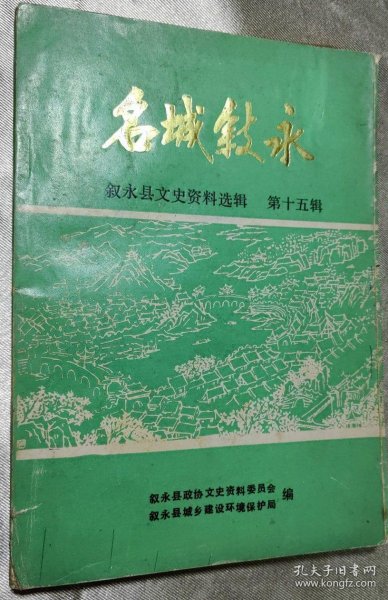 名城叙永
叙永县文史资料选辑 第十五辑
叙永县政协文史资料委员会
叙永县城乡建设环境保护局 编
孔夫子旧书网
www.kongfz.com